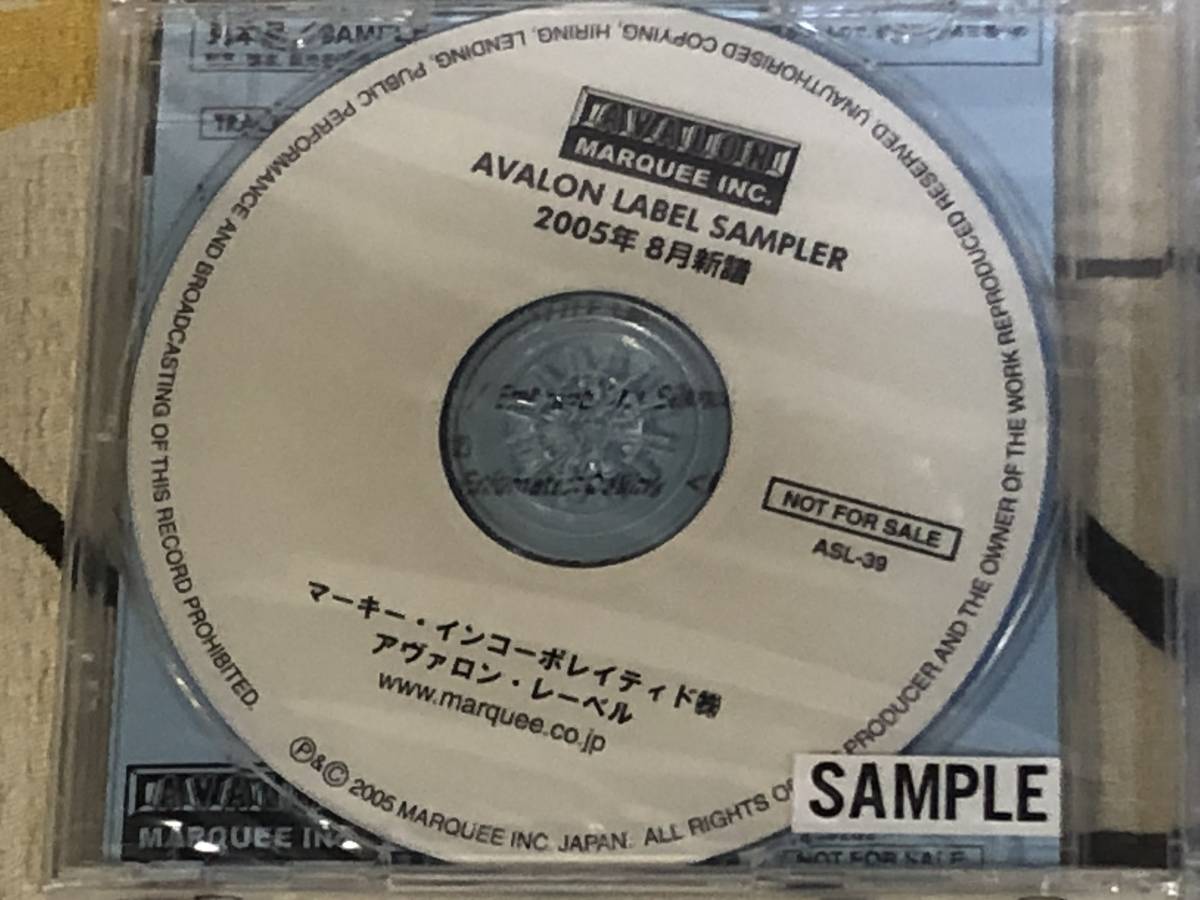 AVALON
MARQUEE INC.
AVALON LABEL SAMPLER
2005年 8月新譜
NOT FOR SALE
ASL-39
マーキー・インコーポレイティド㈱
アヴァロン・レーベル
www.marquee.co.jp
Ⓟ&© 2005 MARQUEE INC. JAPAN. ALL RIGHTS OF PRODUCER AND THE OWNER OF THE WORK REPRODUCED RESERVED. UNAUTHORISED COPYING, HIRING, LENDING, PUBLIC PERFORMANCE AND BROADCASTING OF THIS RECORD PROHIBITED.
SAMPLE
MARQUEE INC
NOT FOR SALE